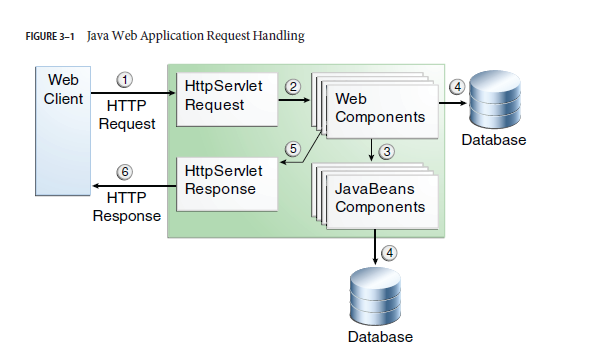 FIGURE 3–1 Java Web Application Request Handling
Web
Client
1
HTTP
Request
HttpServlet
Request
2
Web
Components
4
Database
3
5
6
HTTP
Response
HttpServlet
Response
JavaBeans
Components
4
Database